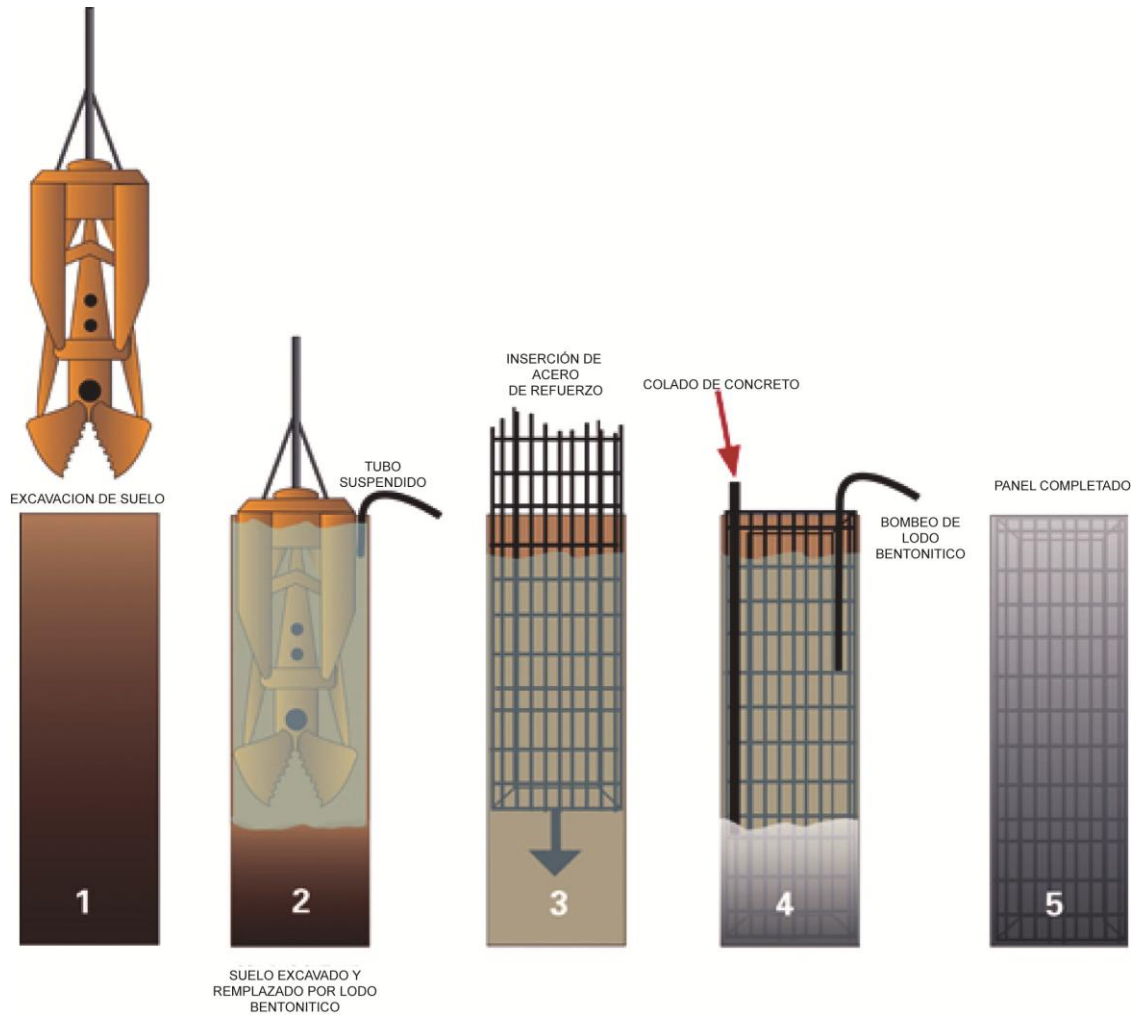 EXCAVACION DE SUELO
1
TUBO
SUSPENDIDO
2
SUELO EXCAVADO Y
REMPLAZADO POR LODO
BENTONITICO
INSERCIÓN DE
ACERO
DE REFUERZO
3
COLADO DE CONCRETO
BOMBEO DE
LODO
BENTONITICO
4
PANEL COMPLETADO
5